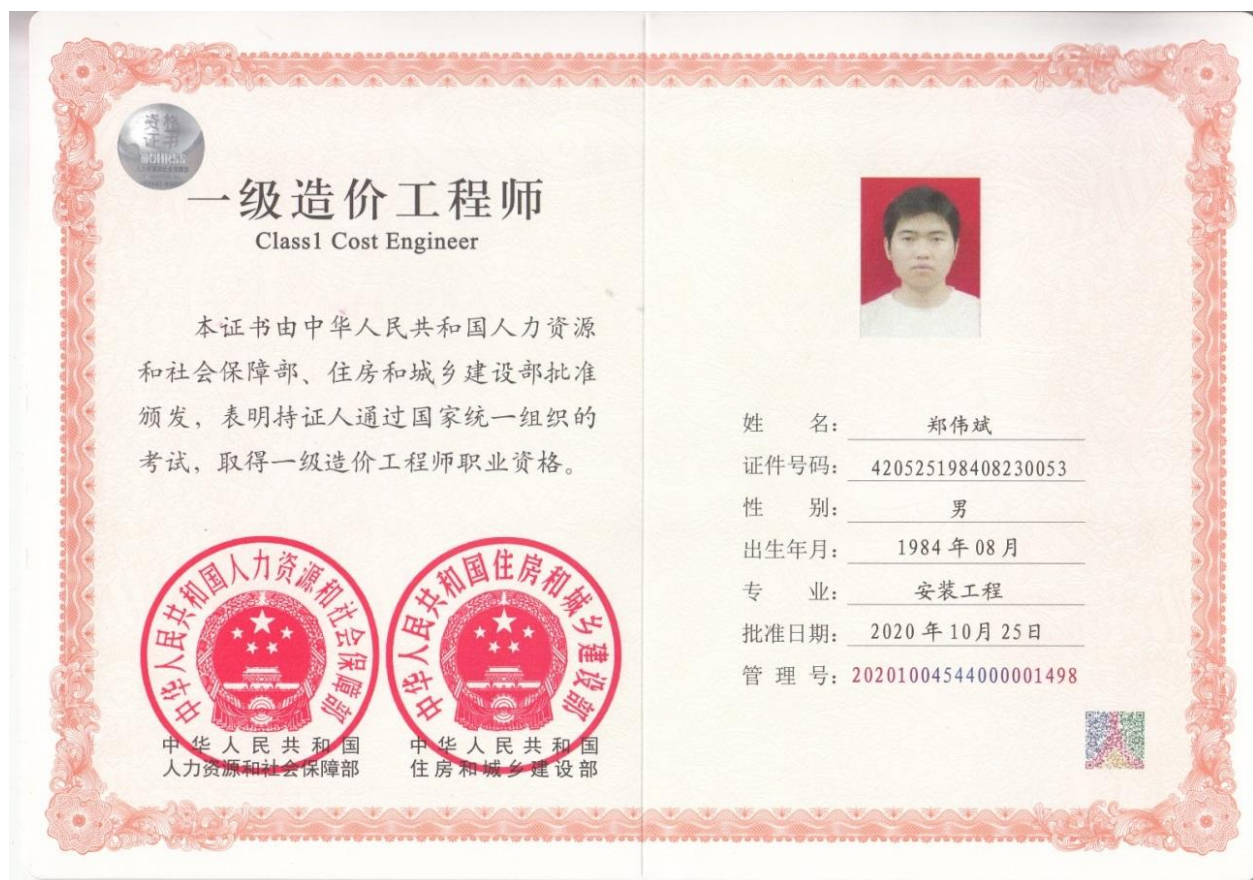 资格
证书
MOHRSS
一级造价工程师
Class1 Cost Engineer
本证书由中华人民共和国人力资源
和社会保障部、住房和城乡建设部批准
颁发，表明持证人通过国家统一组织的
考试，取得一级造价工程师职业资格。
中华人民共和国人力资源和社会保障部
中华人民共和国住房和城乡建设部
中华人民共和国
人力资源和社会保障部
中华人民共和国
住房和城乡建设部
姓 名：郑伟斌
证件号码：420525198408230053
性 别：男
出生年月：1984年08月
专 业：安装工程
批准日期：2020年10月25日
管 理 号：20201004544000001498